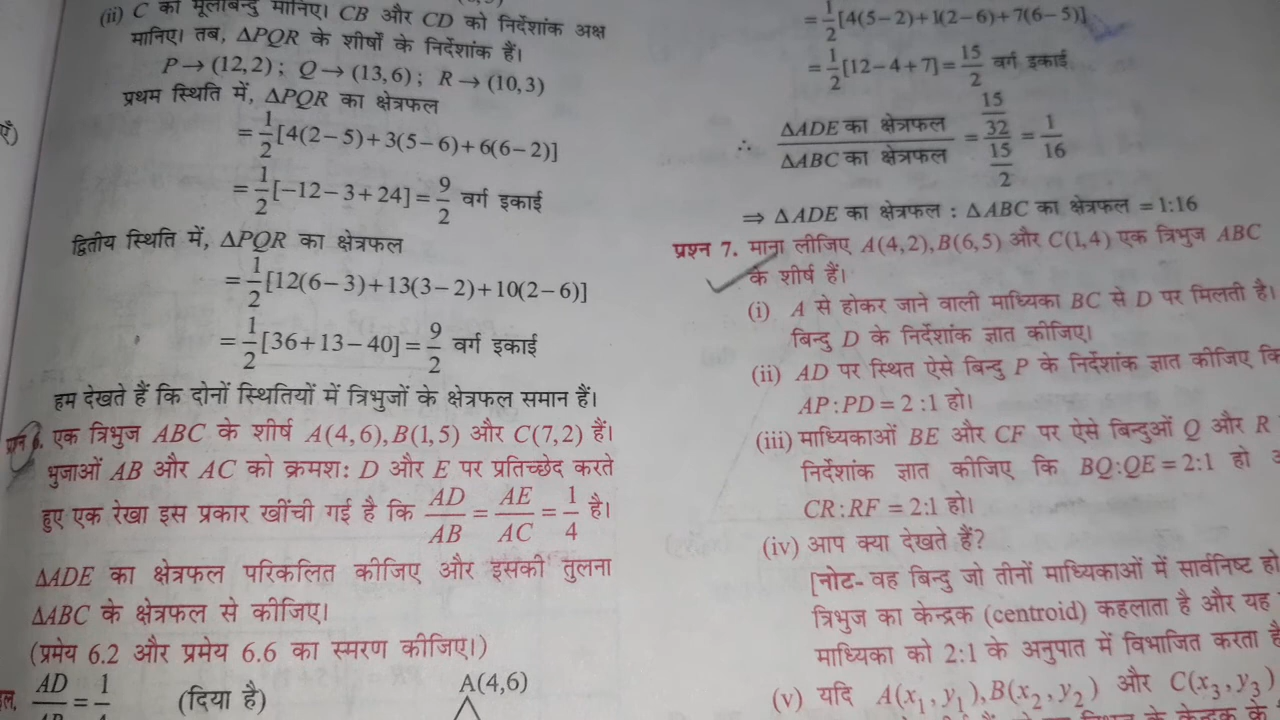 (ii) C को मूलबिन्दु मानिए। CB और CD को निर्देशांक अक्ष
मानिए। तब, ΔPQR के शीर्षों के निर्देशांक हैं।
P → (12, 2) ; Q → (13, 6) ; R → (10, 3)
प्रथम स्थिति में, ΔPQR का क्षेत्रफल
= 1/2 [4(2−5)+3(5−6)+6(6−2)]
= 1/2 [−12−3+24] = 9/2 वर्ग इकाई
द्वितीय स्थिति में, ΔPQR का क्षेत्रफल
= 1/2 [12(6−3)+13(3−2)+10(2−6)]
= 1/2 [36+13−40] = 9/2 वर्ग इकाई
हम देखते हैं कि दोनों स्थितियों में त्रिभुजों के क्षेत्रफल समान हैं।
प्रश्न 6. एक त्रिभुज ABC के शीर्ष A(4, 6), B(1, 5) और C(7, 2) हैं।
भुजाओं AB और AC को क्रमशः D और E पर प्रतिच्छेद करते
हुए एक रेखा इस प्रकार खींची गई है कि AD/AB = AE/AC = 1/4 है।
ΔADE का क्षेत्रफल परिकलित कीजिए और इसकी तुलना
ΔABC के क्षेत्रफल से कीजिए।
(प्रमेय 6.2 और प्रमेय 6.6 का स्मरण कीजिए।)
AD/AB = 1/4 (दिया है)
A(4,6)
= 1/2 [4(5−2)+1(2−6)+7(6−5)]
= 1/2 [12−4+7] = 15/2 वर्ग इकाई
∴ ΔADE का क्षेत्रफल / ΔABC का क्षेत्रफल = 15/32 / 15/2 = 1/16
⇒ ΔADE का क्षेत्रफल : ΔABC का क्षेत्रफल = 1:16
प्रश्न 7. माना लीजिए A(4, 2), B(6, 5) और C(1, 4) एक त्रिभुज ABC
के शीर्ष हैं।
(i) A से होकर जाने वाली माध्यिका BC से D पर मिलती है।
बिन्दु D के निर्देशांक ज्ञात कीजिए।
(ii) AD पर स्थित ऐसे बिन्दु P के निर्देशांक ज्ञात कीजिए कि
AP : PD = 2 : 1 हो।
(iii) माध्यिकाओं BE और CF पर ऐसे बिन्दुओं Q और R
निर्देशांक ज्ञात कीजिए कि BQ : QE = 2:1 हो
CR : RF = 2:1 हो।
(iv) आप क्या देखते हैं?
[नोट- वह बिन्दु जो तीनों माध्यिकाओं में सार्वनिष्ट हो
त्रिभुज का केन्द्रक (centroid) कहलाता है और यह
माध्यिका को 2:1 के अनुपात में विभाजित करता है
(v) यदि A(x₁, y₁), B(x₂, y₂) और C(x₃, y₃)